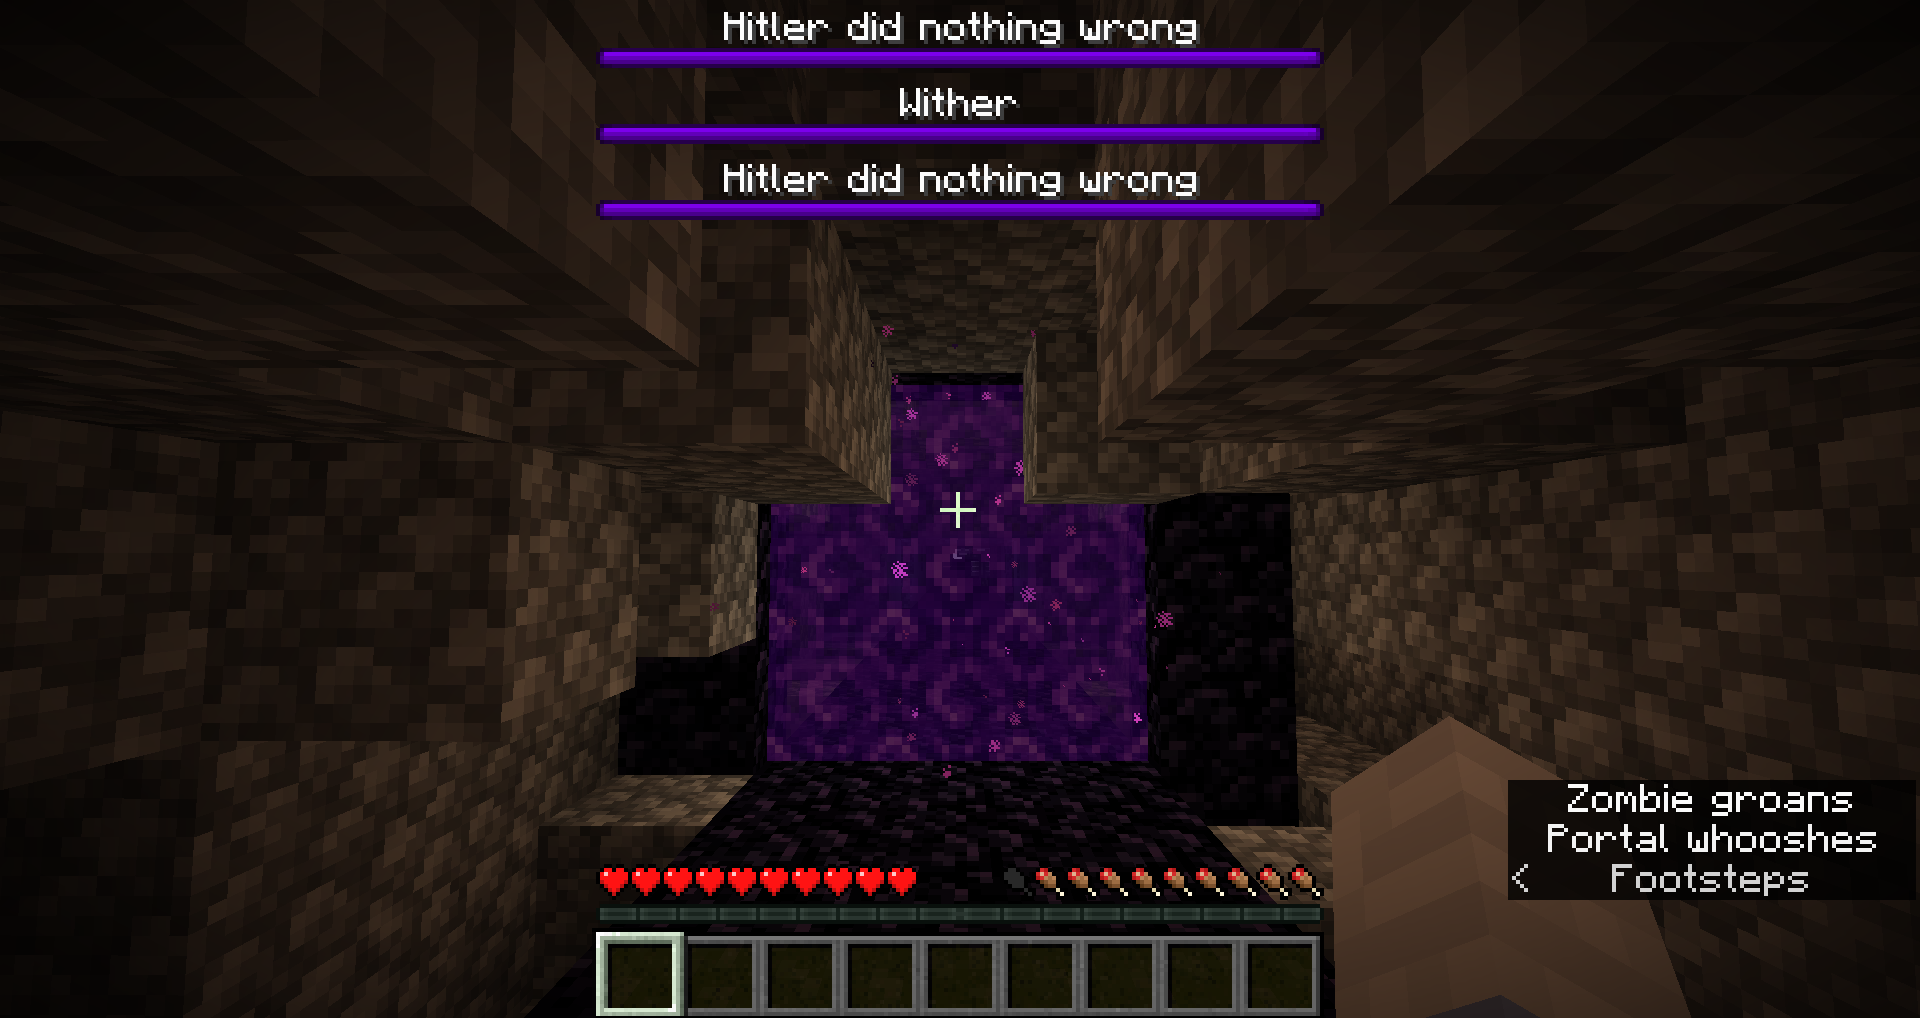 Hitler did nothing wrong
Wither
Hitler did nothing wrong
Zombie groans
Portal whooshes
< Footsteps